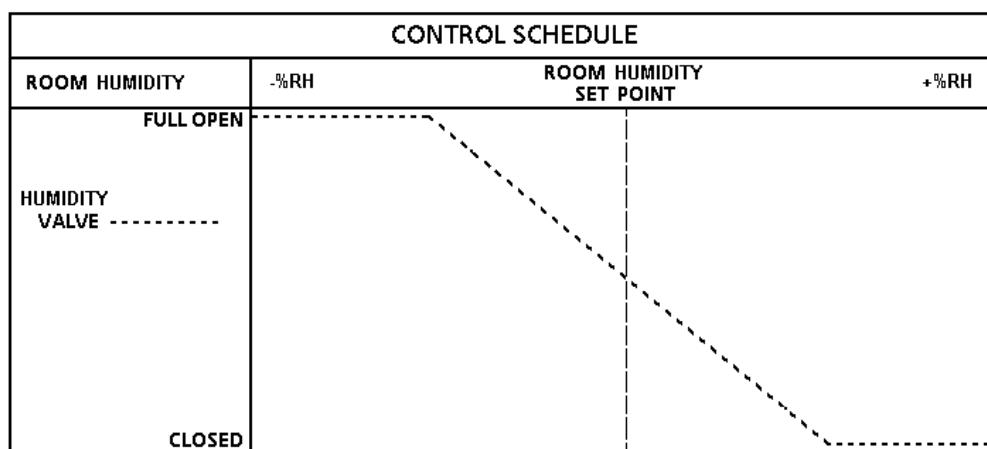 CONTROL SCHEDULE
ROOM HUMIDITY
-%RH
ROOM HUMIDITY
SET POINT
+%RH
FULL OPEN
HUMIDITY
VALVE
CLOSED